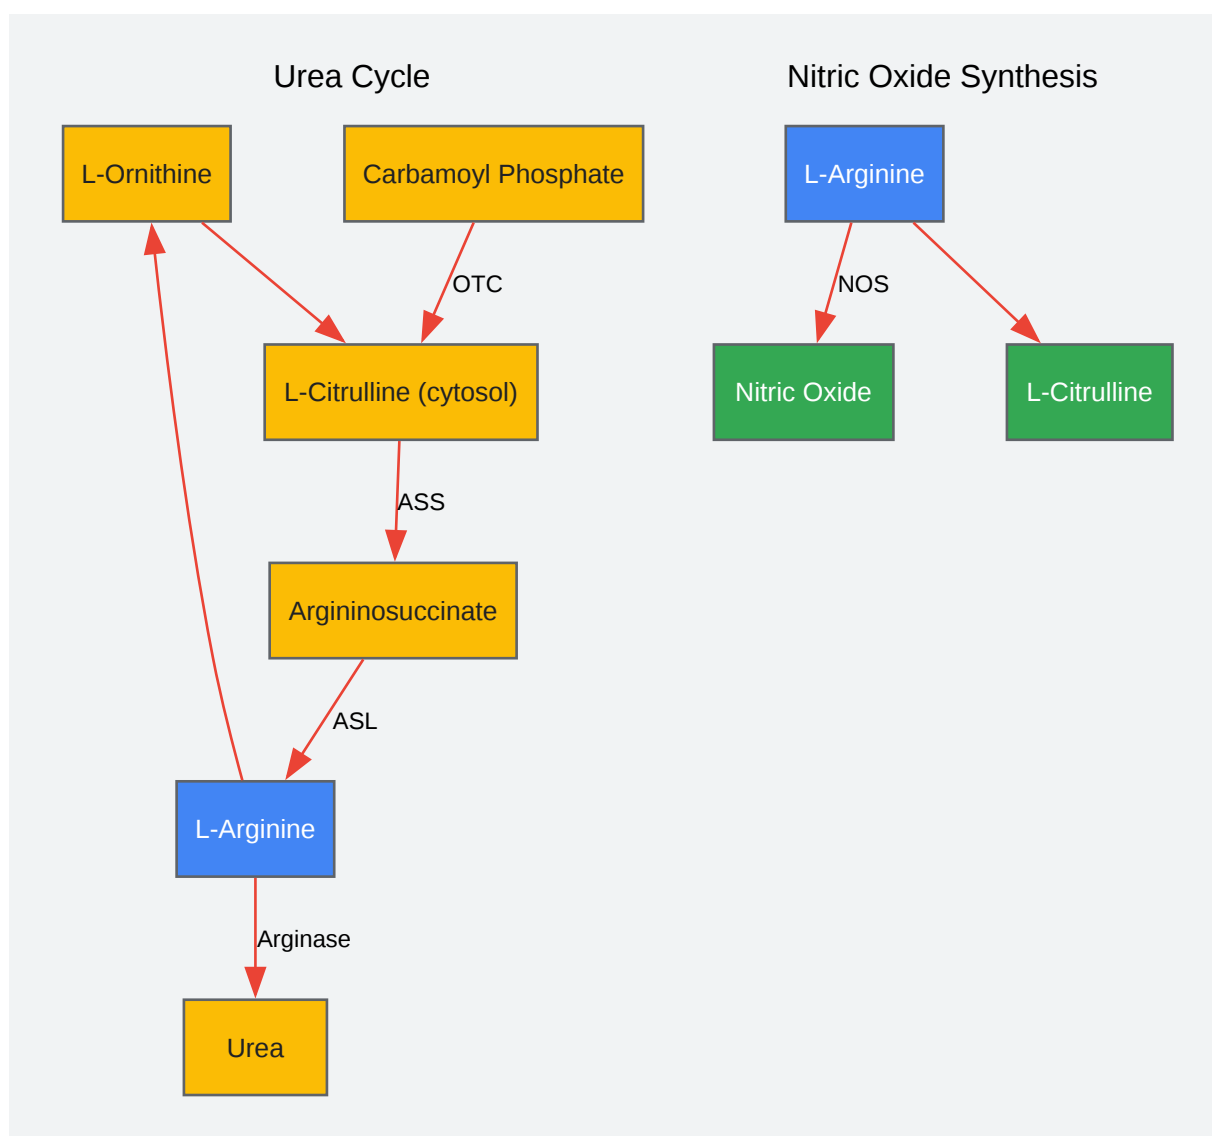 Urea Cycle
Nitric Oxide Synthesis
L-Ornithine
Carbamoyl Phosphate
L-Arginine
OTC
NOS
L-Citrulline (cytosol)
Nitric Oxide
L-Citrulline
ASS
Argininosuccinate
ASL
L-Arginine
Arginase
Urea